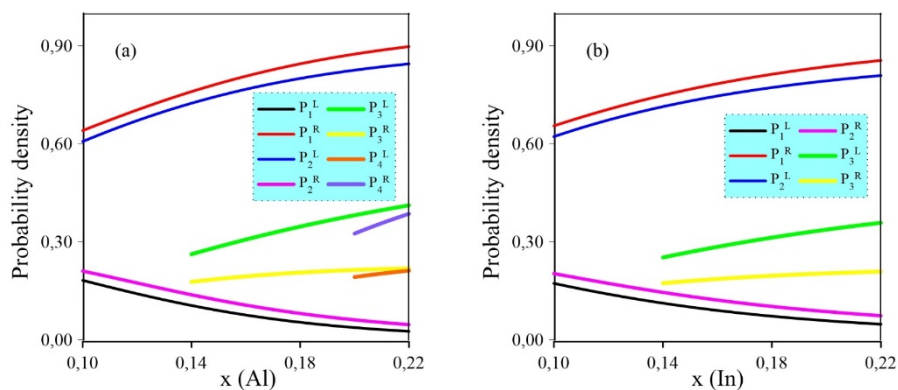 (a)
0,90
0,60
0,30
0,00
Probability density
P₁ᴸ P₃ᴸ
P₁ᴿ P₃ᴿ
P₂ᴸ P₄ᴸ
P₂ᴿ P₄ᴿ
0,10 0,14 0,18 0,22
x (Al)
(b)
0,90
0,60
0,30
0,00
Probability density
P₁ᴸ P₂ᴿ
P₁ᴿ P₃ᴸ
P₂ᴸ P₃ᴿ
0,10 0,14 0,18 0,22
x (In)